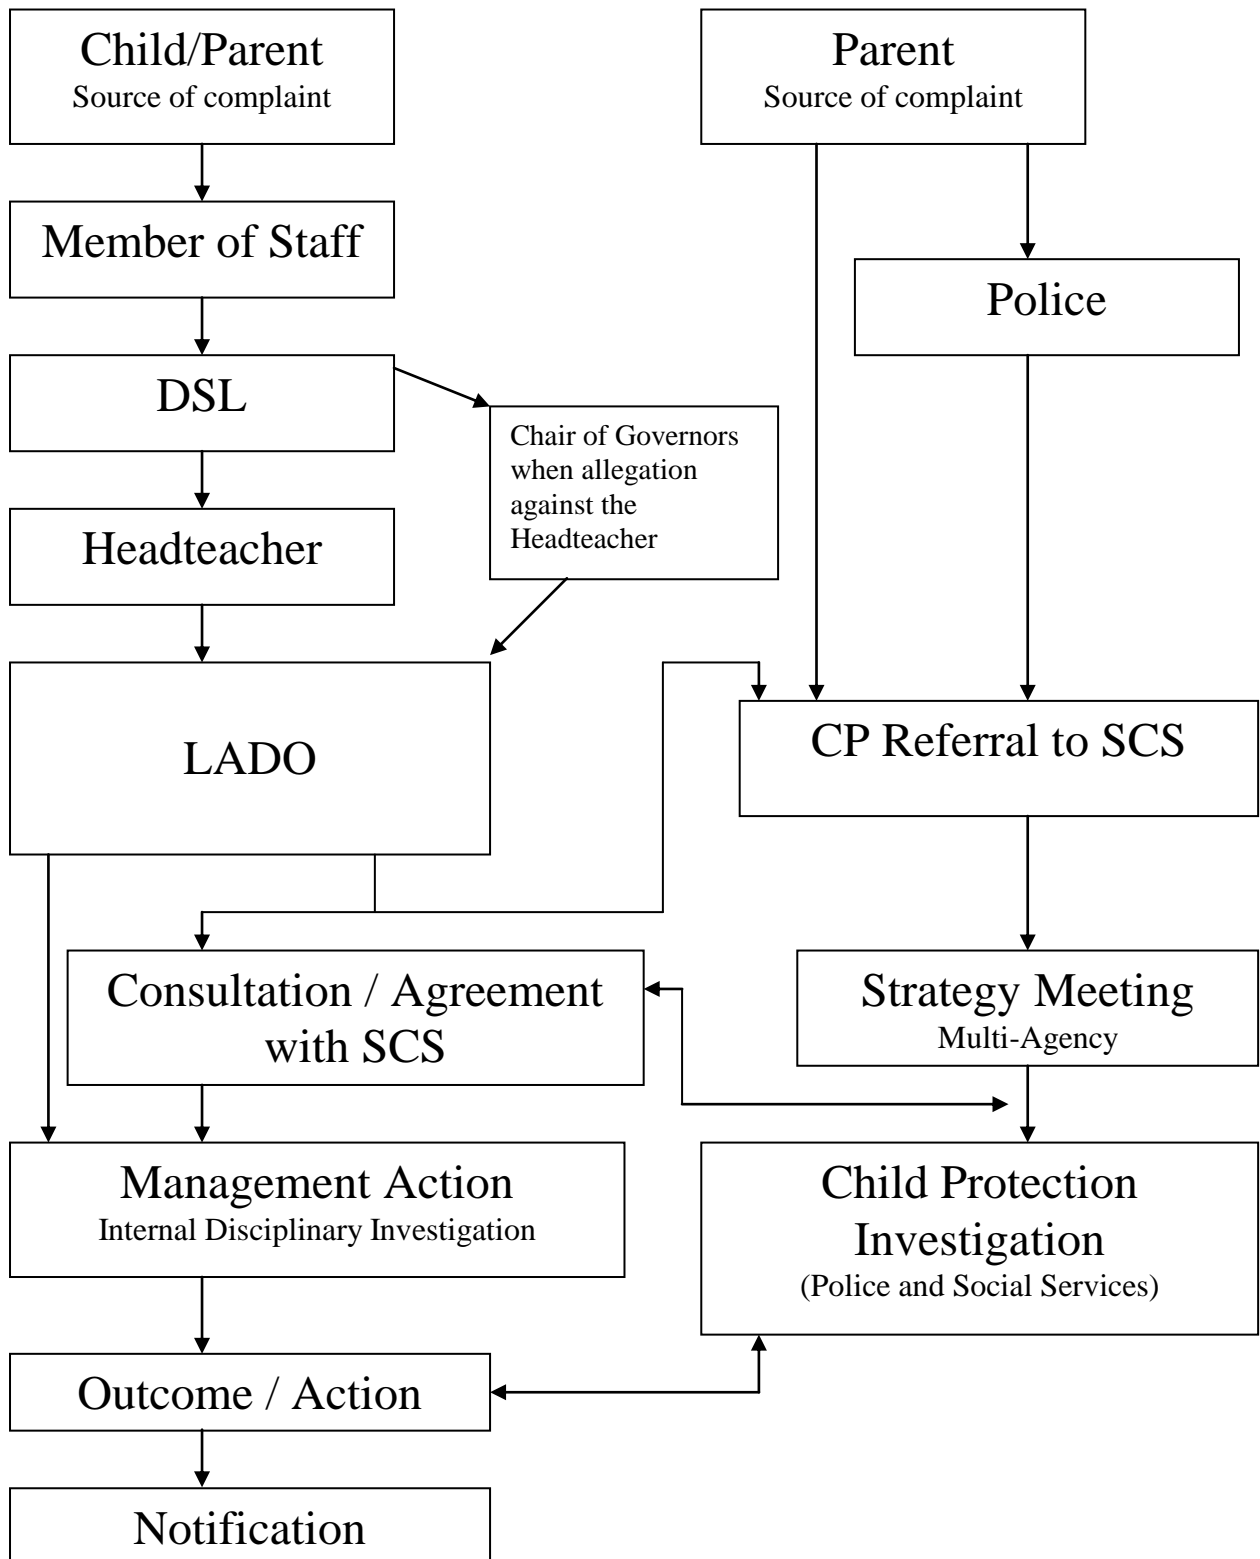 Child/Parent
Source of complaint
Parent
Source of complaint
Member of Staff
Police
DSL
Chair of Governors
when allegation
against the
Headteacher
Headteacher
LADO
CP Referral to SCS
Consultation / Agreement
with SCS
Strategy Meeting
Multi-Agency
Management Action
Internal Disciplinary Investigation
Child Protection
Investigation
(Police and Social Services)
Outcome / Action
Notification